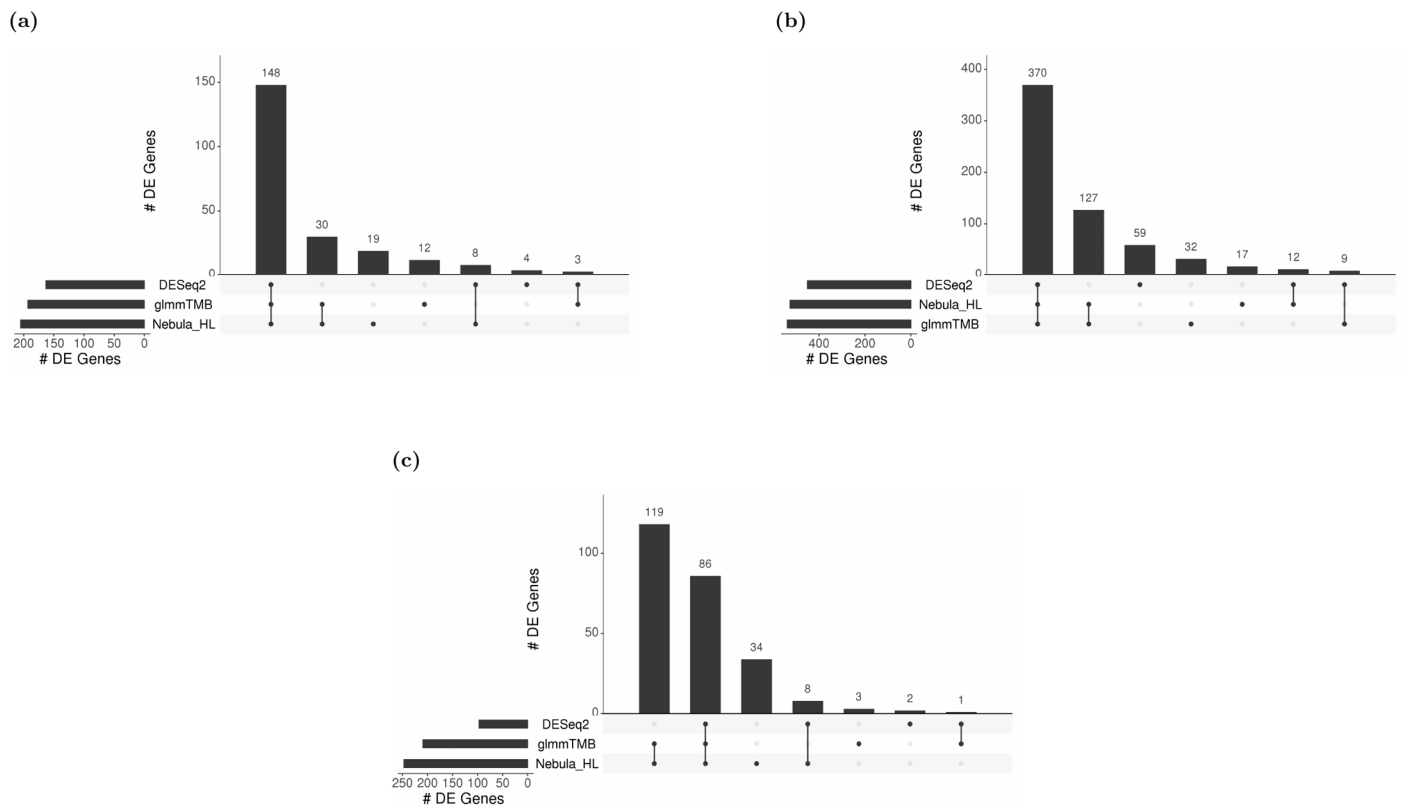 (a)
148
150
100
50
0
# DE Genes
30
19
12
8
4
3
DESeq2
glmmTMB
Nebula_HL
200 150 100 50 0
# DE Genes
(b)
400
370
300
200
100
0
# DE Genes
127
59
32
17
12
9
DESeq2
Nebula_HL
glmmTMB
400 200 0
# DE Genes
(c)
119
100
50
0
# DE Genes
86
34
8
3
2
1
DESeq2
glmmTMB
Nebula_HL
250 200 150 100 50 0
# DE Genes